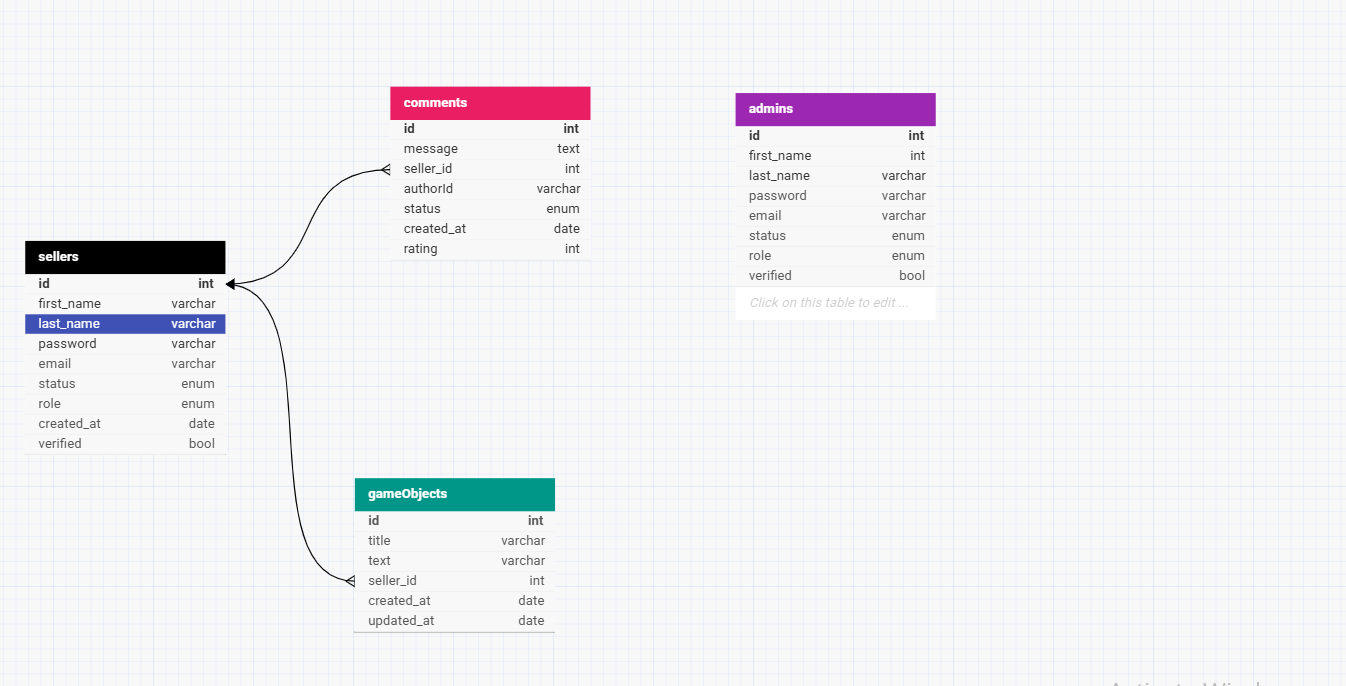 comments
id int
message text
seller_id int
authorId varchar
status enum
created_at date
rating int
admins
id int
first_name int
last_name varchar
password varchar
email varchar
status enum
role enum
verified bool
Click on this table to edit ...
sellers
id int
first_name varchar
last_name varchar
password varchar
email varchar
status enum
role enum
created_at date
verified bool
gameObjects
id int
title varchar
text varchar
seller_id int
created_at date
updated_at date